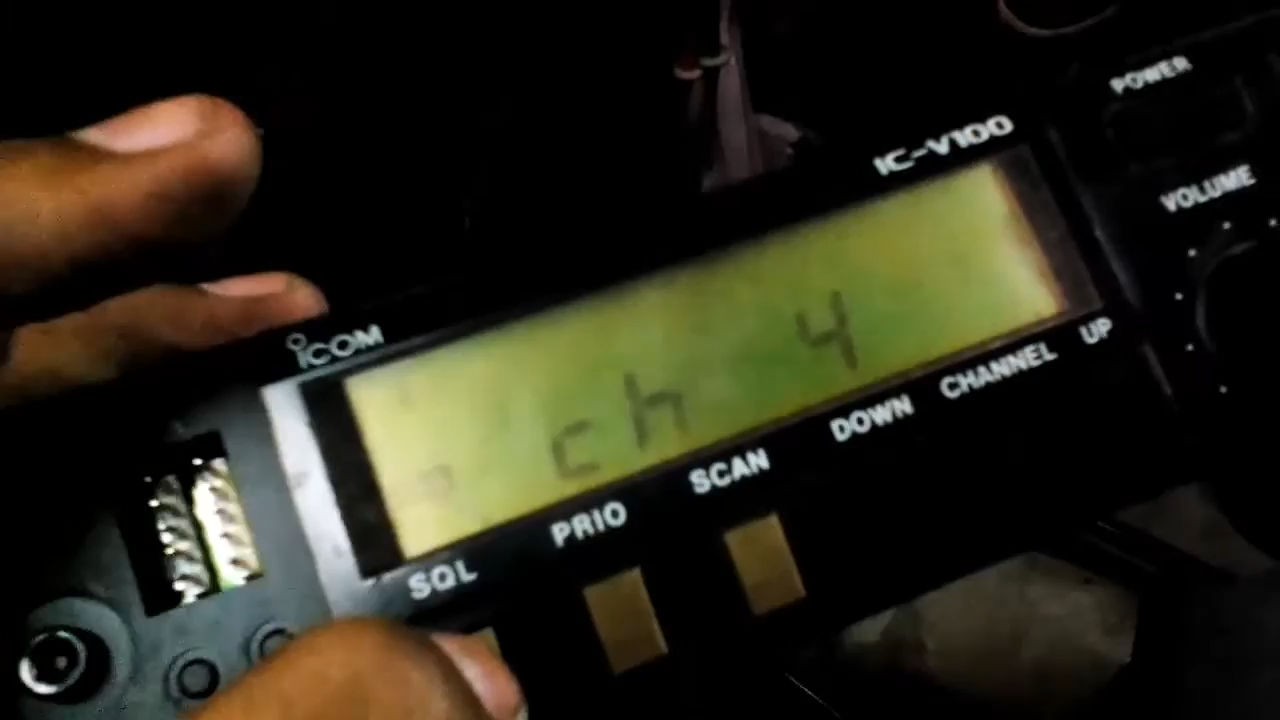 POWER
IC-V100
VOLUME
ICOM
ch 4
SQL PRIO SCAN DOWN CHANNEL UP